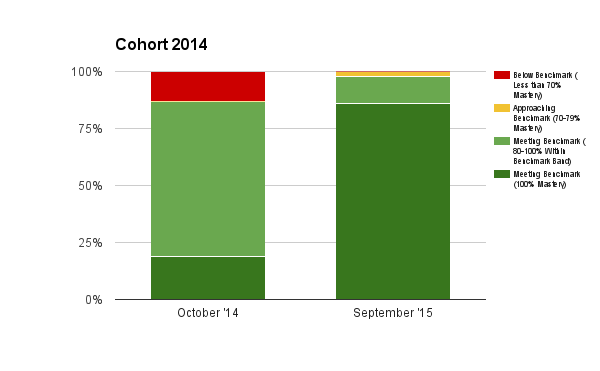 Cohort 2014
100%
75%
50%
25%
0%
October '14
September '15
Below Benchmark (
Less than 70%
Mastery)
Approaching
Benchmark (70-79%
Mastery)
Meeting Benchmark (
80-100% Within
Benchmark Band)
Meeting Benchmark
(100% Mastery)